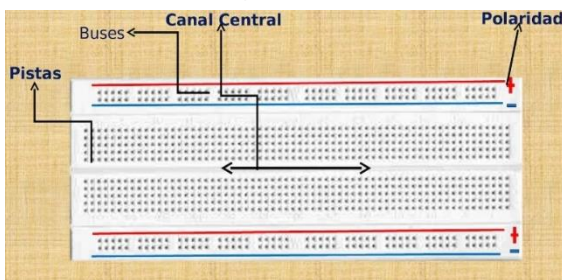 Canal Central
Polaridad
Buses
Pistas
+
-
+
-